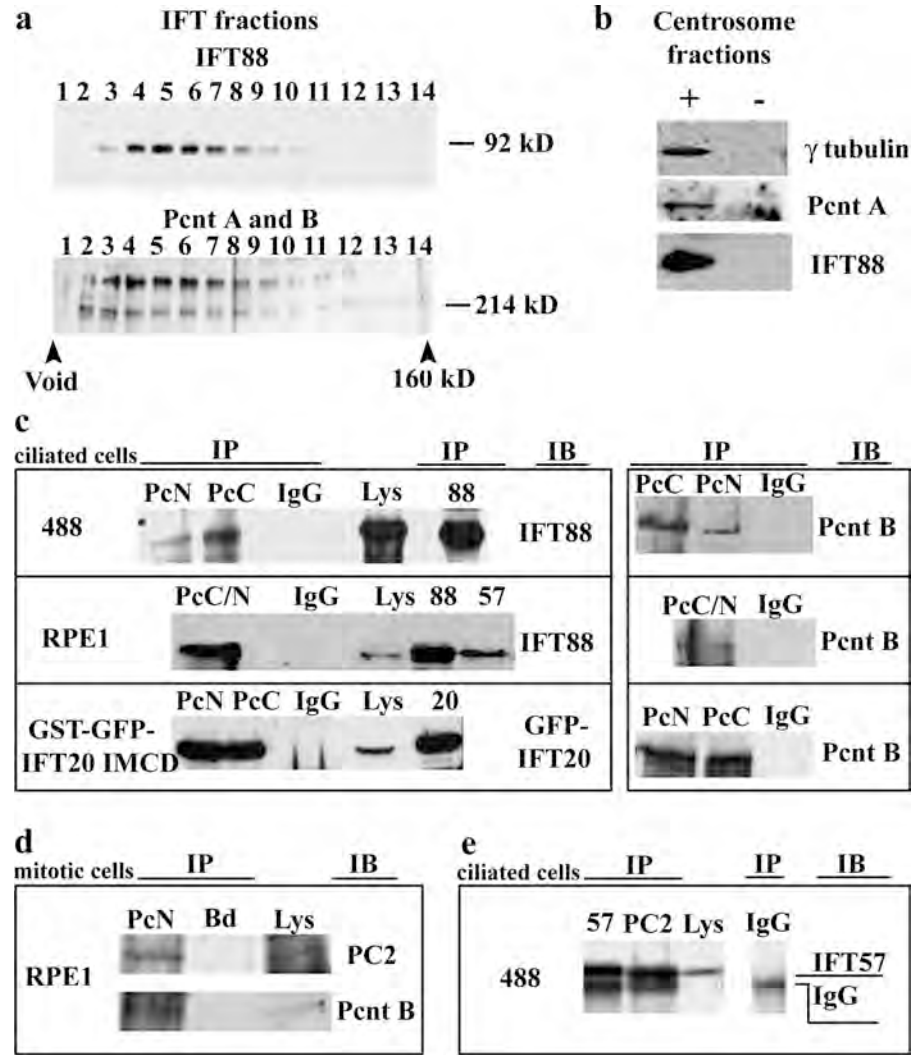 a
IFT fractions
IFT88
1 2 3 4 5 6 7 8 9 10 11 12 13 14
92 kD
Pcnt A and B
1 2 3 4 5 6 7 8 9 10 11 12 13 14
214 kD
Void
160 kD
b
Centrosome
fractions
+ -
γ tubulin
Pcnt A
IFT88
c
ciliated cells IP IP IB
488
PcN PcC IgG Lys 88
IFT88
RPE1
PcC/N IgG Lys 88 57
IFT88
GST-GFP-
IFT20 IMCD
PcN PcC IgG Lys 20
GFP-
IFT20
IP IB
PcC PcN IgG
Pcnt B
PcC/N IgG
Pcnt B
PcN PcC IgG
Pcnt B
d
mitotic cells IP IB
RPE1
PcN Bd Lys
PC2
Pcnt B
e
ciliated cells IP IP IB
488
57 PC2 Lys IgG
IFT57
IgG